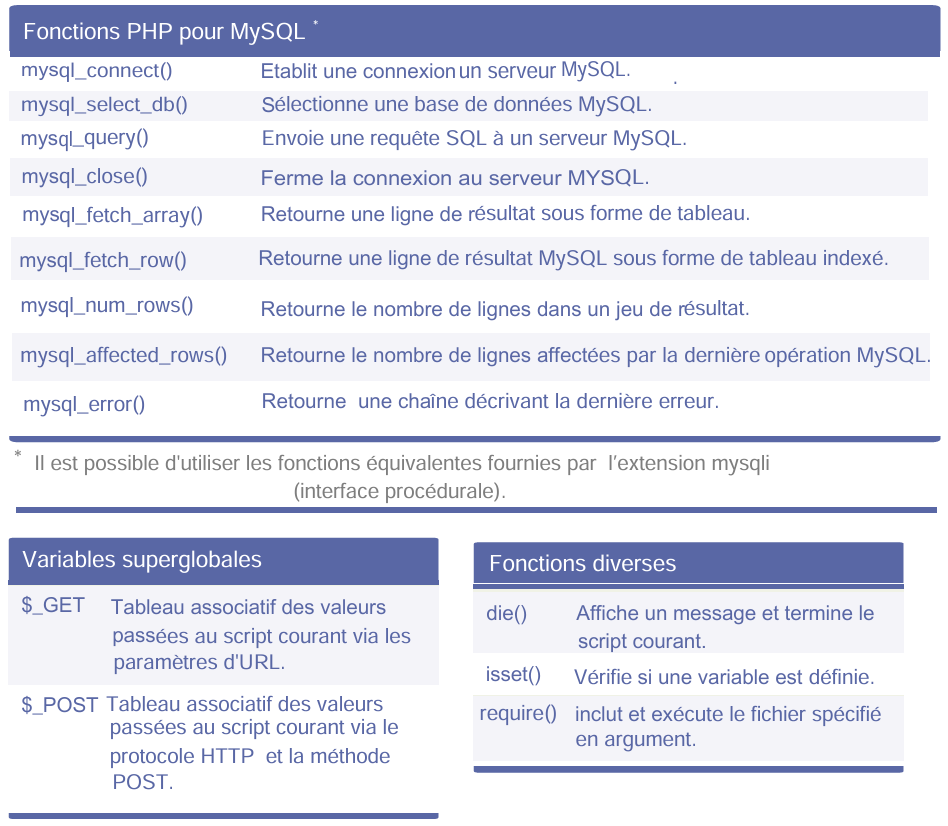 Fonctions PHP pour MySQL *
mysql_connect() Etablit une connexion un serveur MySQL. .
mysql_select_db() Sélectionne une base de données MySQL.
mysql_query() Envoie une requête SQL à un serveur MySQL.
mysql_close() Ferme la connexion au serveur MYSQL.
mysql_fetch_array() Retourne une ligne de résultat sous forme de tableau.
mysql_fetch_row() Retourne une ligne de résultat MySQL sous forme de tableau indexé.
mysql_num_rows() Retourne le nombre de lignes dans un jeu de résultat.
mysql_affected_rows() Retourne le nombre de lignes affectées par la dernière opération MySQL.
mysql_error() Retourne une chaîne décrivant la dernière erreur.
* Il est possible d'utiliser les fonctions équivalentes fournies par l'extension mysqli
(interface procédurale).
Variables superglobales
$_GET Tableau associatif des valeurs
passées au script courant via les
paramètres d'URL.
$_POST Tableau associatif des valeurs
passées au script courant via le
protocole HTTP et la méthode
POST.
Fonctions diverses
die() Affiche un message et termine le
script courant.
isset() Vérifie si une variable est définie.
require() inclut et exécute le fichier spécifié
en argument.